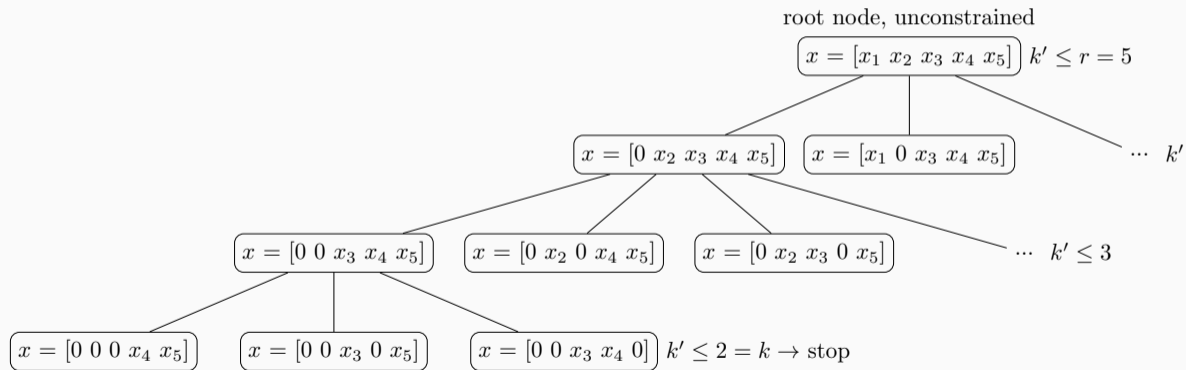 root node, unconstrained
x = [x₁ x₂ x₃ x₄ x₅] k′ ≤ r = 5
x = [0 x₂ x₃ x₄ x₅] x = [x₁ 0 x₃ x₄ x₅] ... k′
x = [0 0 x₃ x₄ x₅] x = [0 x₂ 0 x₄ x₅] x = [0 x₂ x₃ 0 x₅] ... k′ ≤ 3
x = [0 0 0 x₄ x₅] x = [0 0 x₃ 0 x₅] x = [0 0 x₃ x₄ 0] k′ ≤ 2 = k → stop